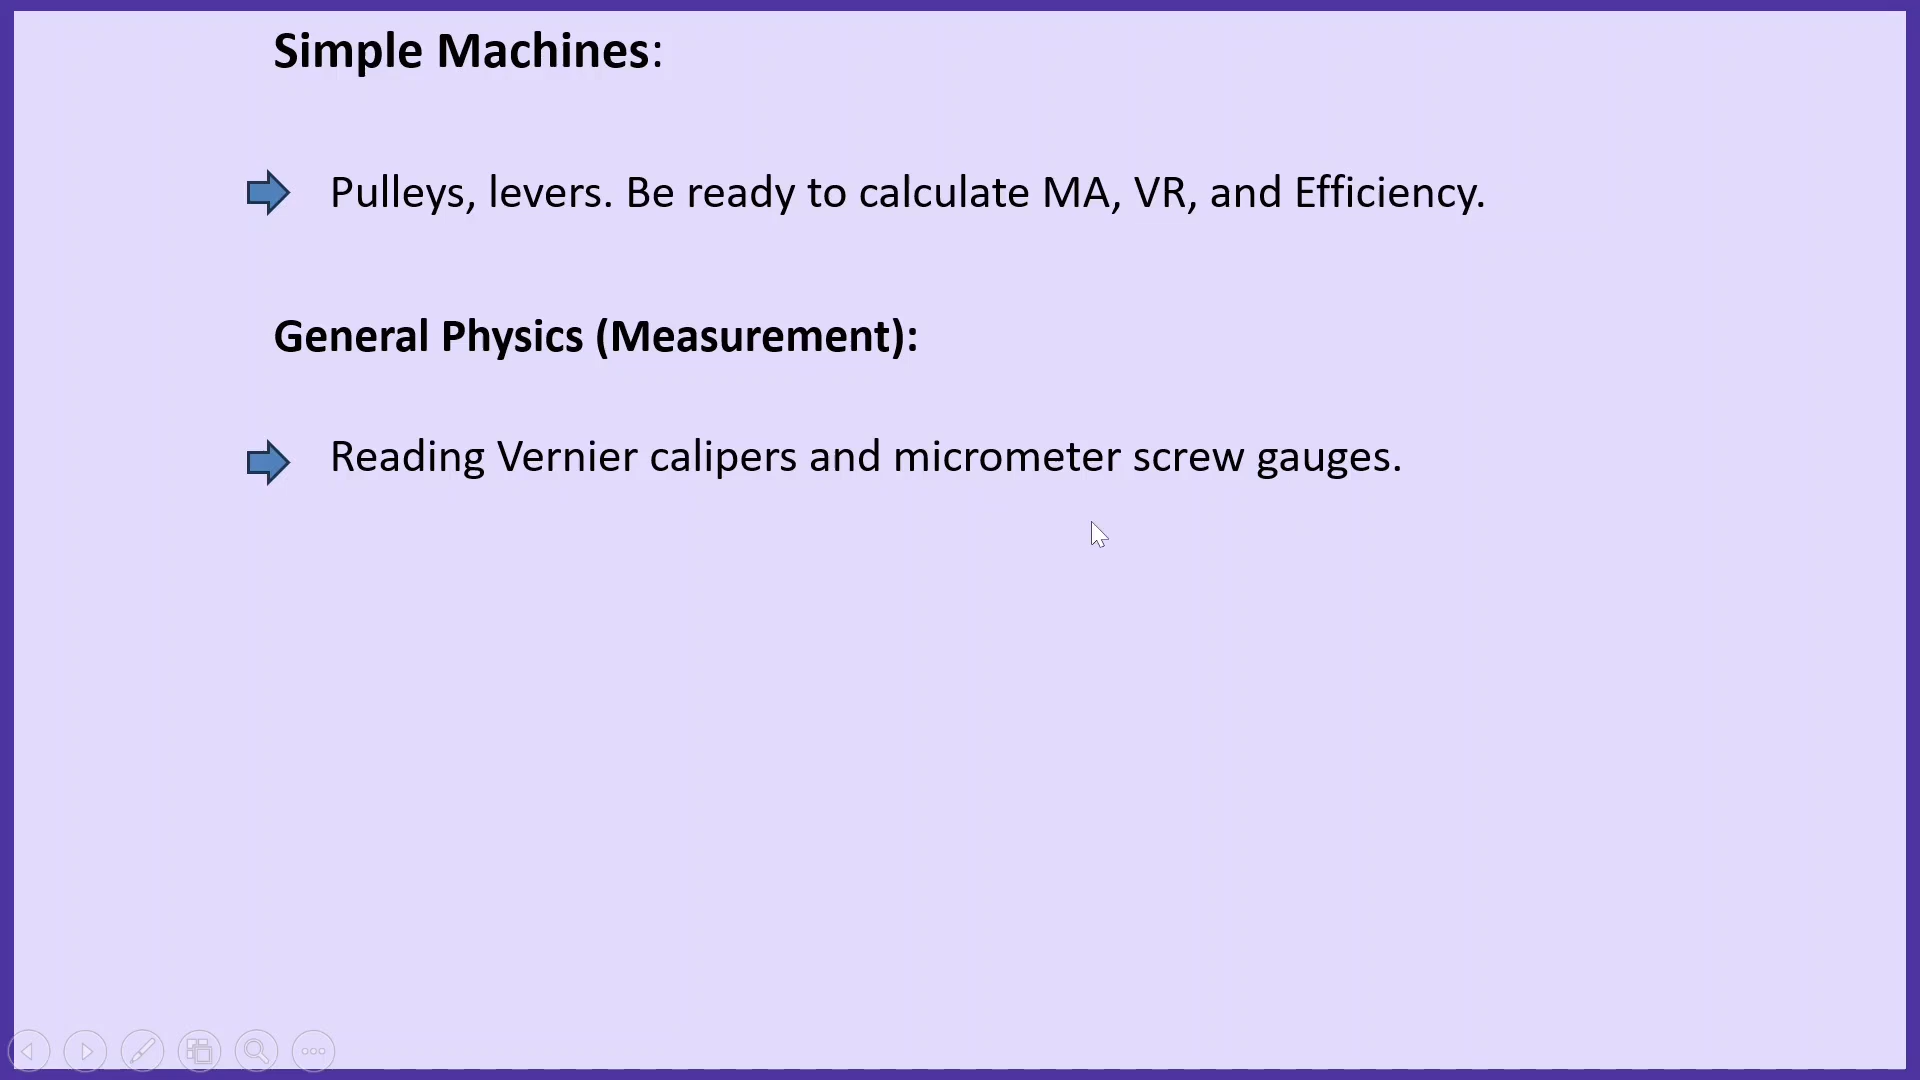 Simple Machines:
Pulleys, levers. Be ready to calculate MA, VR, and Efficiency.
General Physics (Measurement):
Reading Vernier calipers and micrometer screw gauges.